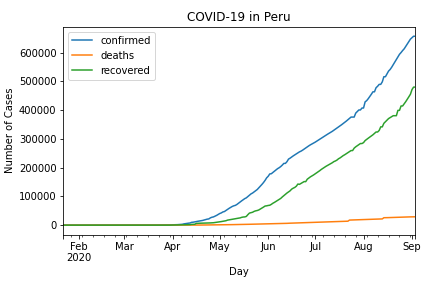 COVID-19 in Peru
confirmed
deaths
recovered
Number of Cases
600000
500000
400000
300000
200000
100000
0
Feb Mar Apr May Jun Jul Aug Sep
2020
Day